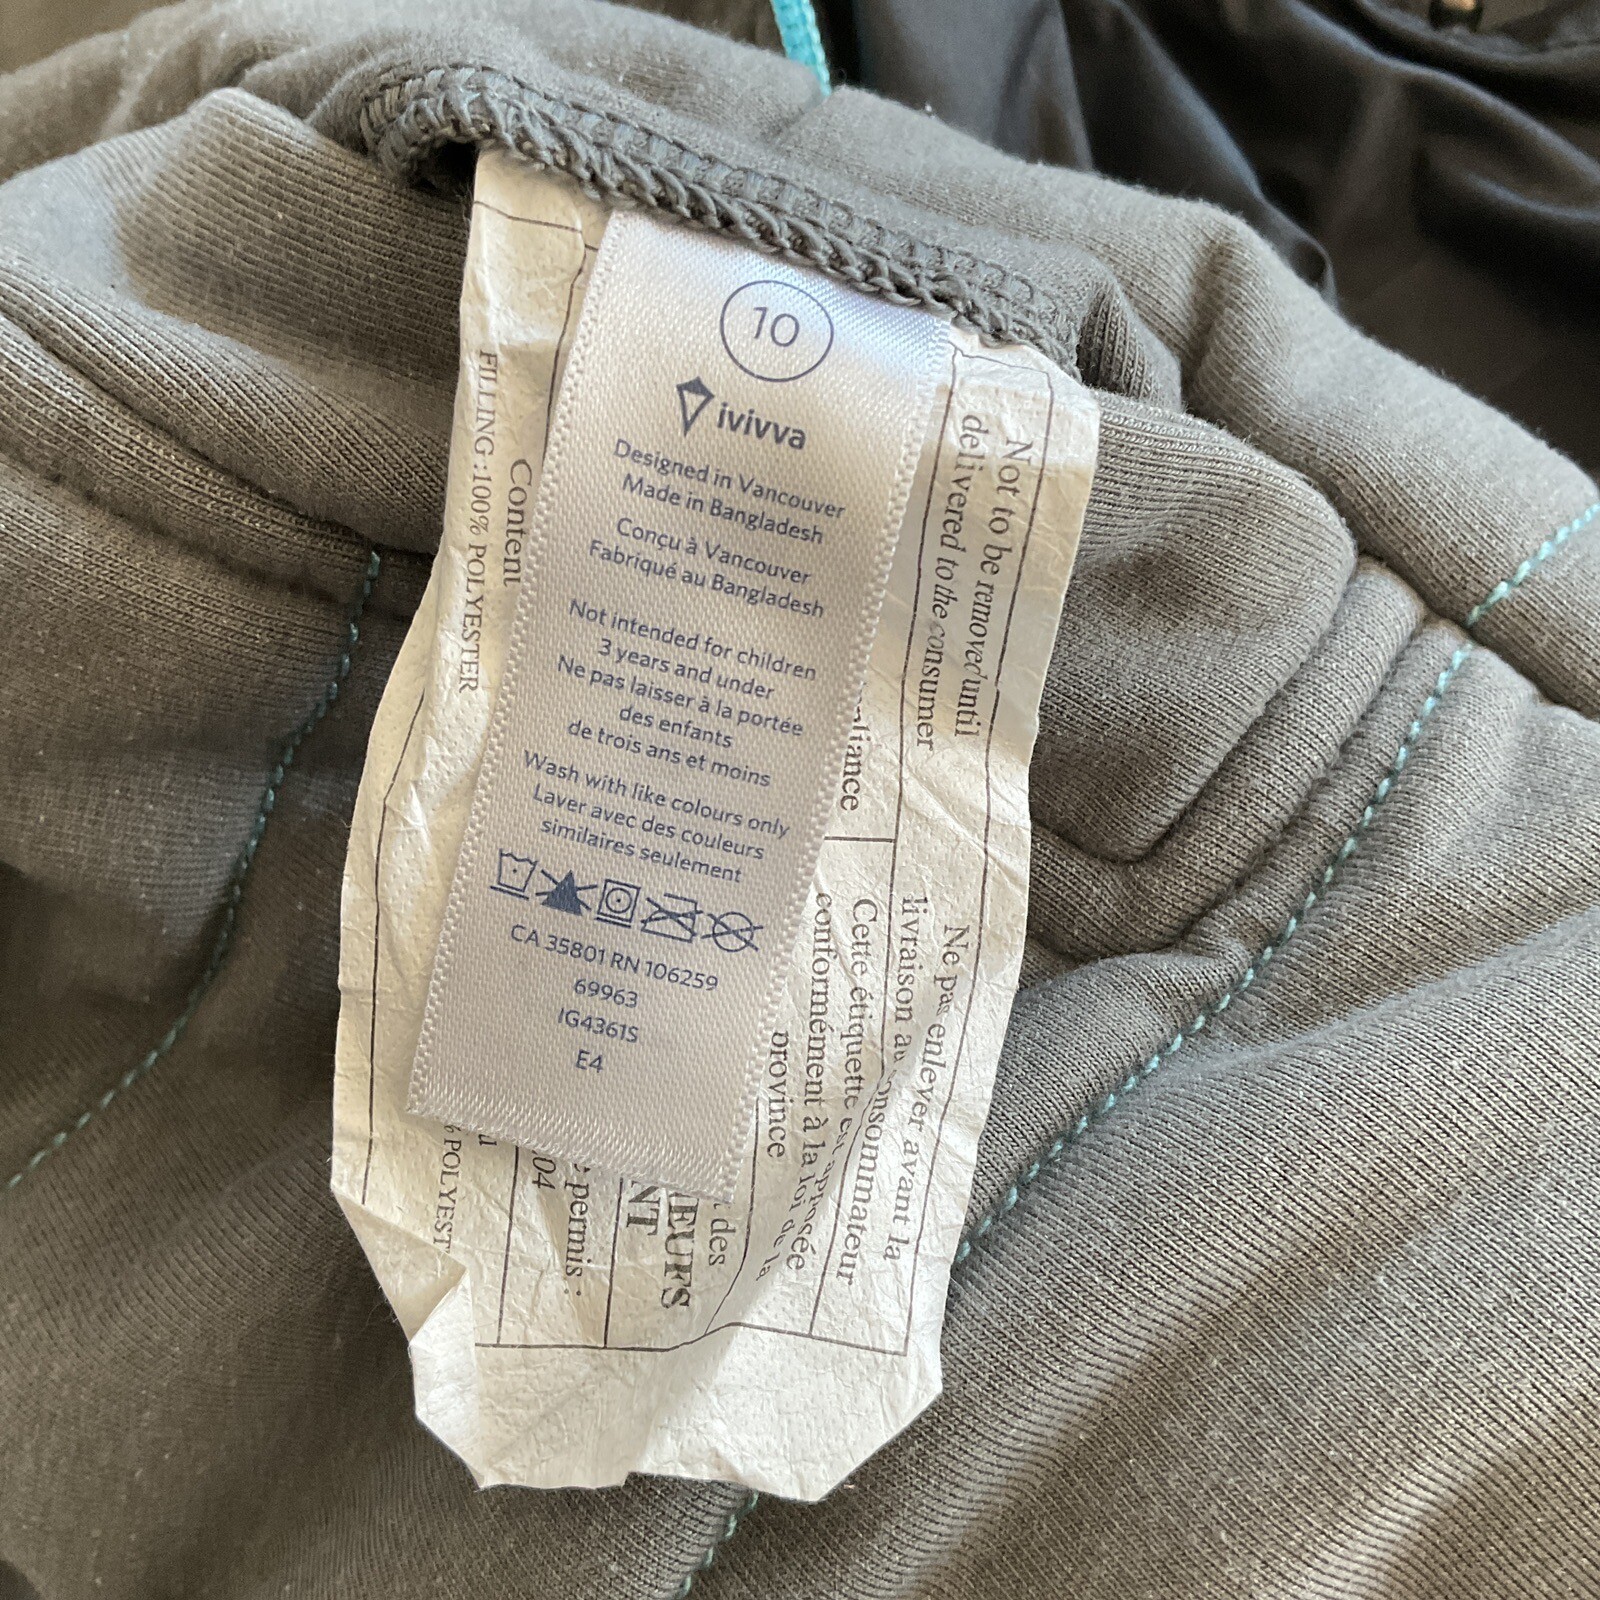 10
ivivva
Designed in Vancouver
Made in Bangladesh
Conçu à Vancouver
Fabriqué au Bangladesh
Not intended for children
3 years and under
Ne pas laisser à la portée
des enfants
de trois ans et moins
Wash with like colours only
Laver avec des couleurs
similaires seulement
CA 35801 RN 106259
69963
IG4361S
E4
Not to be removed until
delivered to the consumer
Content
FILLING :100% POLYESTER
Ne pas enlever avant la
livraison au consommateur
Cette étiquette est apposée
conformément à la loi de la
province
des
permis :
04